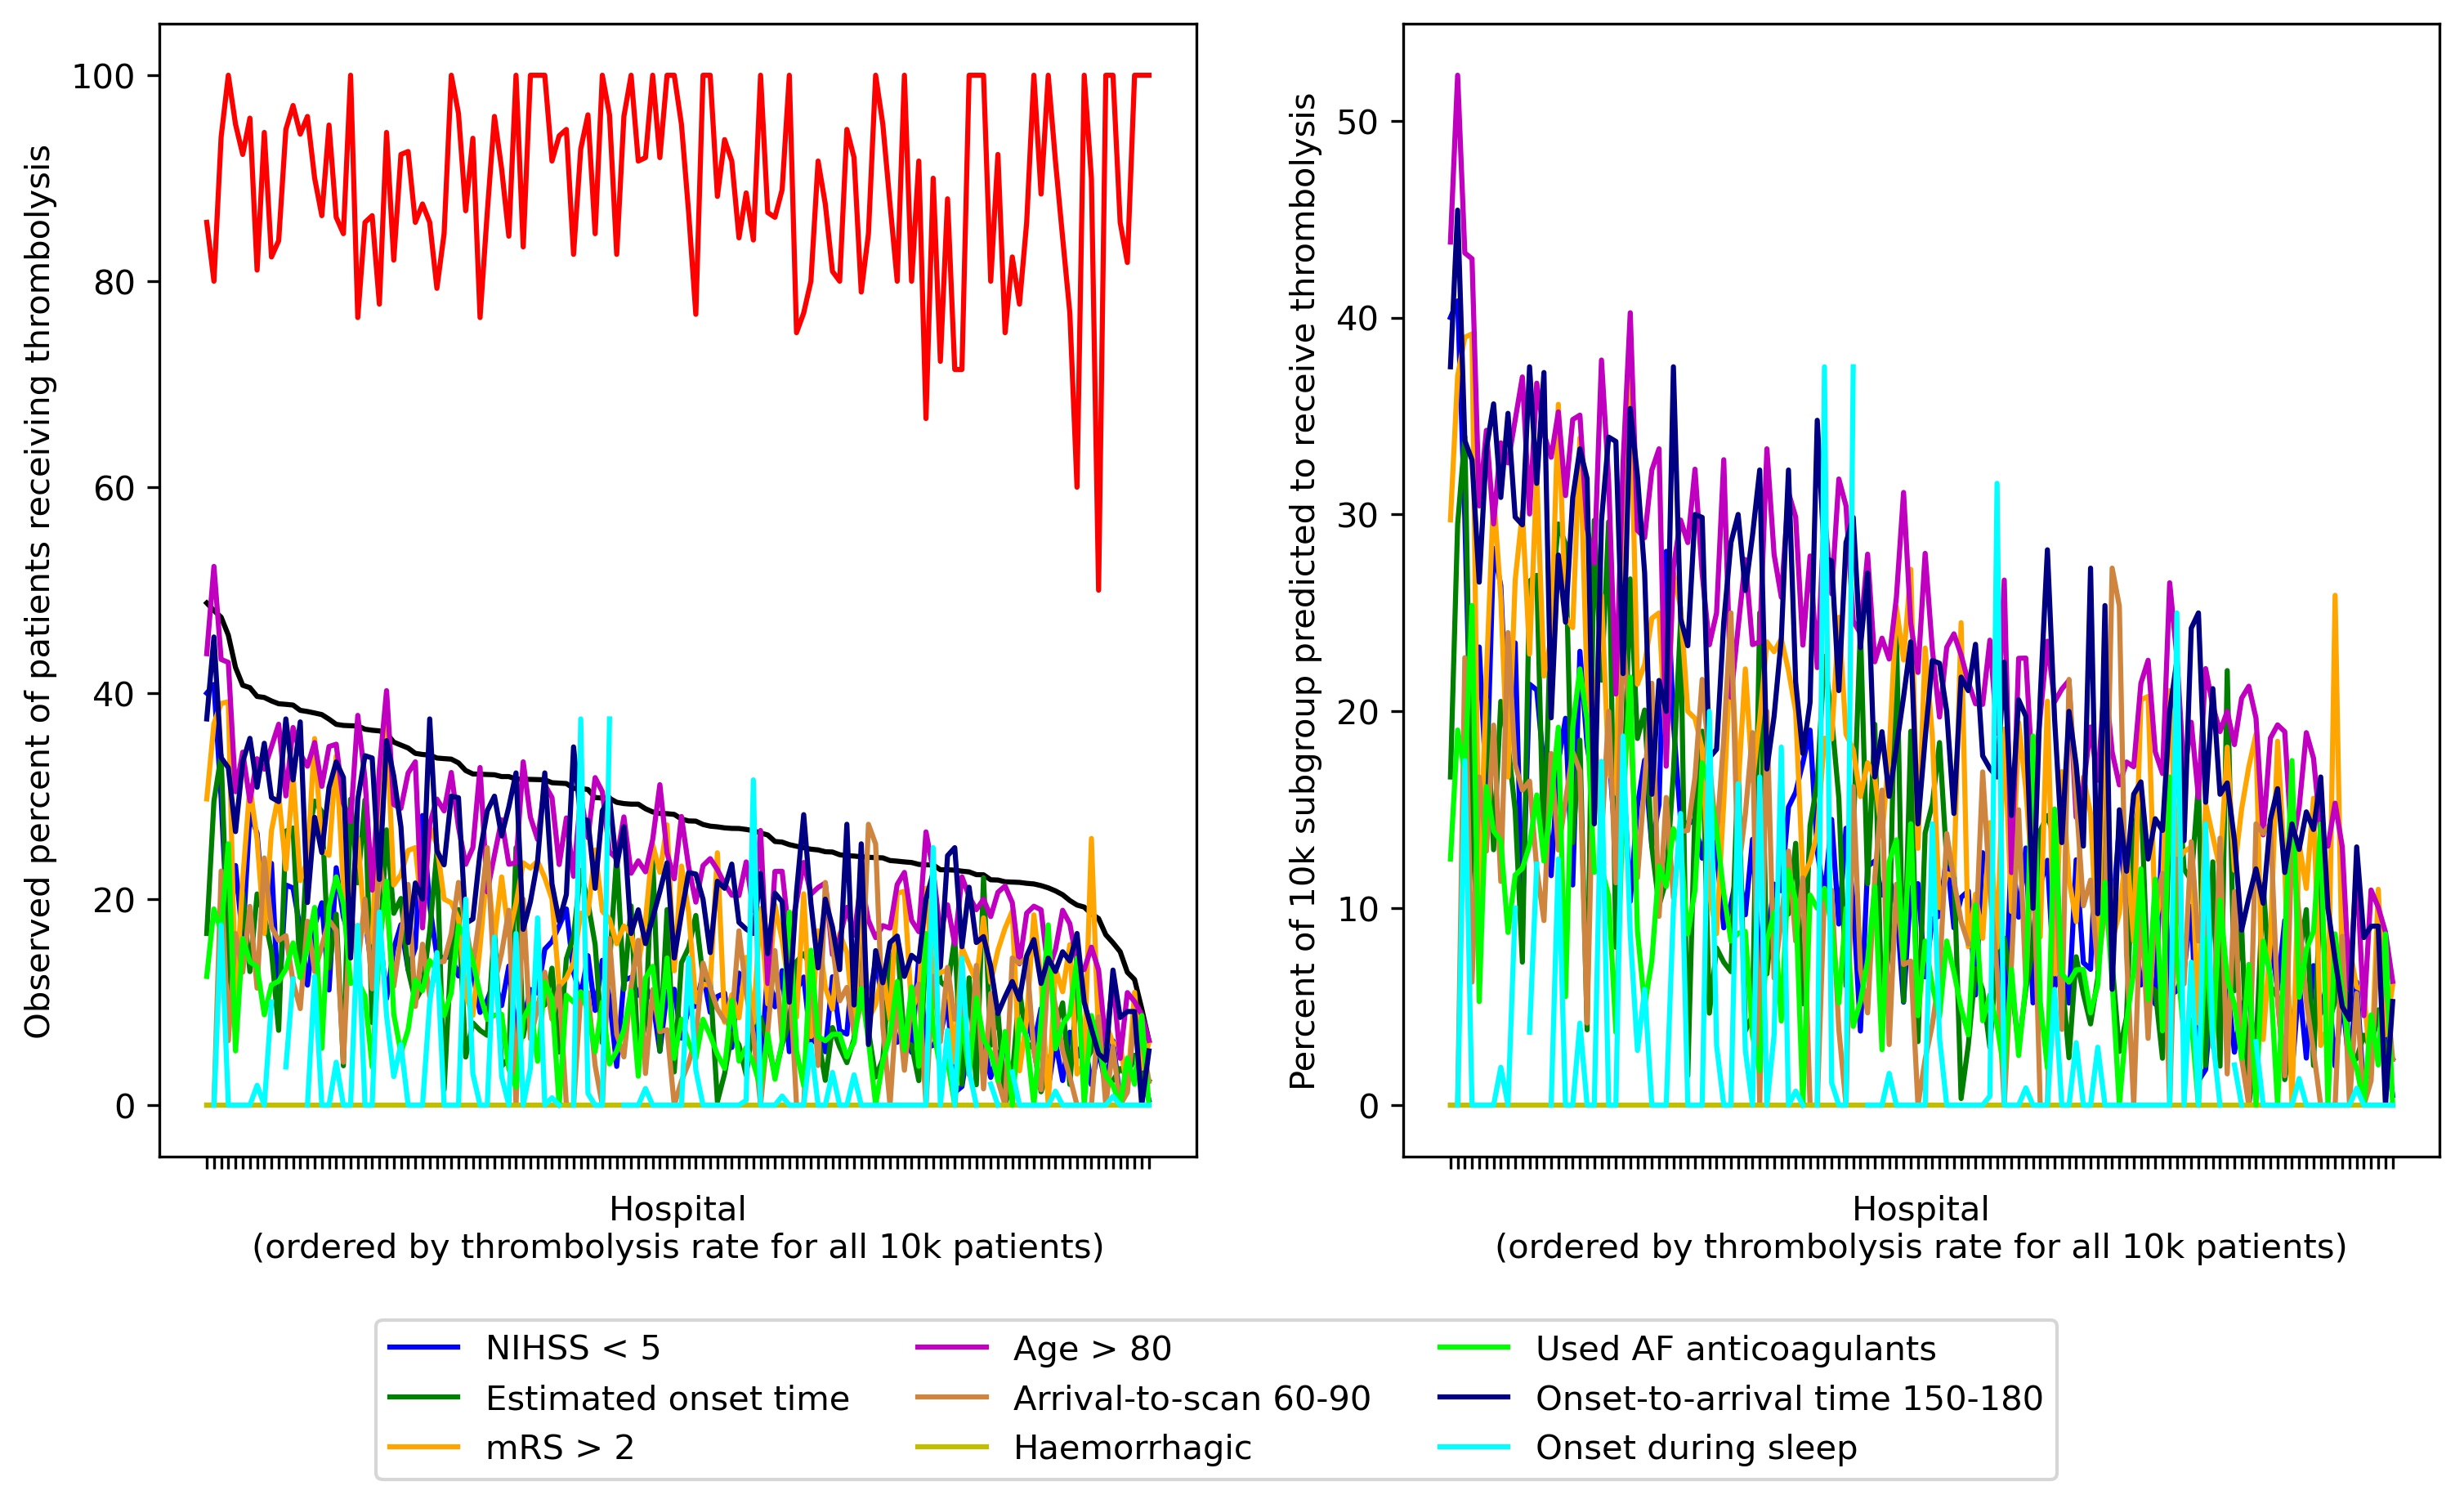 Observed percent of patients receiving thrombolysis
100
80
60
40
20
0
Hospital
(ordered by thrombolysis rate for all 10k patients)
Percent of 10k subgroup predicted to receive thrombolysis
50
40
30
20
10
0
Hospital
(ordered by thrombolysis rate for all 10k patients)
NIHSS < 5
Estimated onset time
mRS > 2
Age > 80
Arrival-to-scan 60-90
Haemorrhagic
Used AF anticoagulants
Onset-to-arrival time 150-180
Onset during sleep